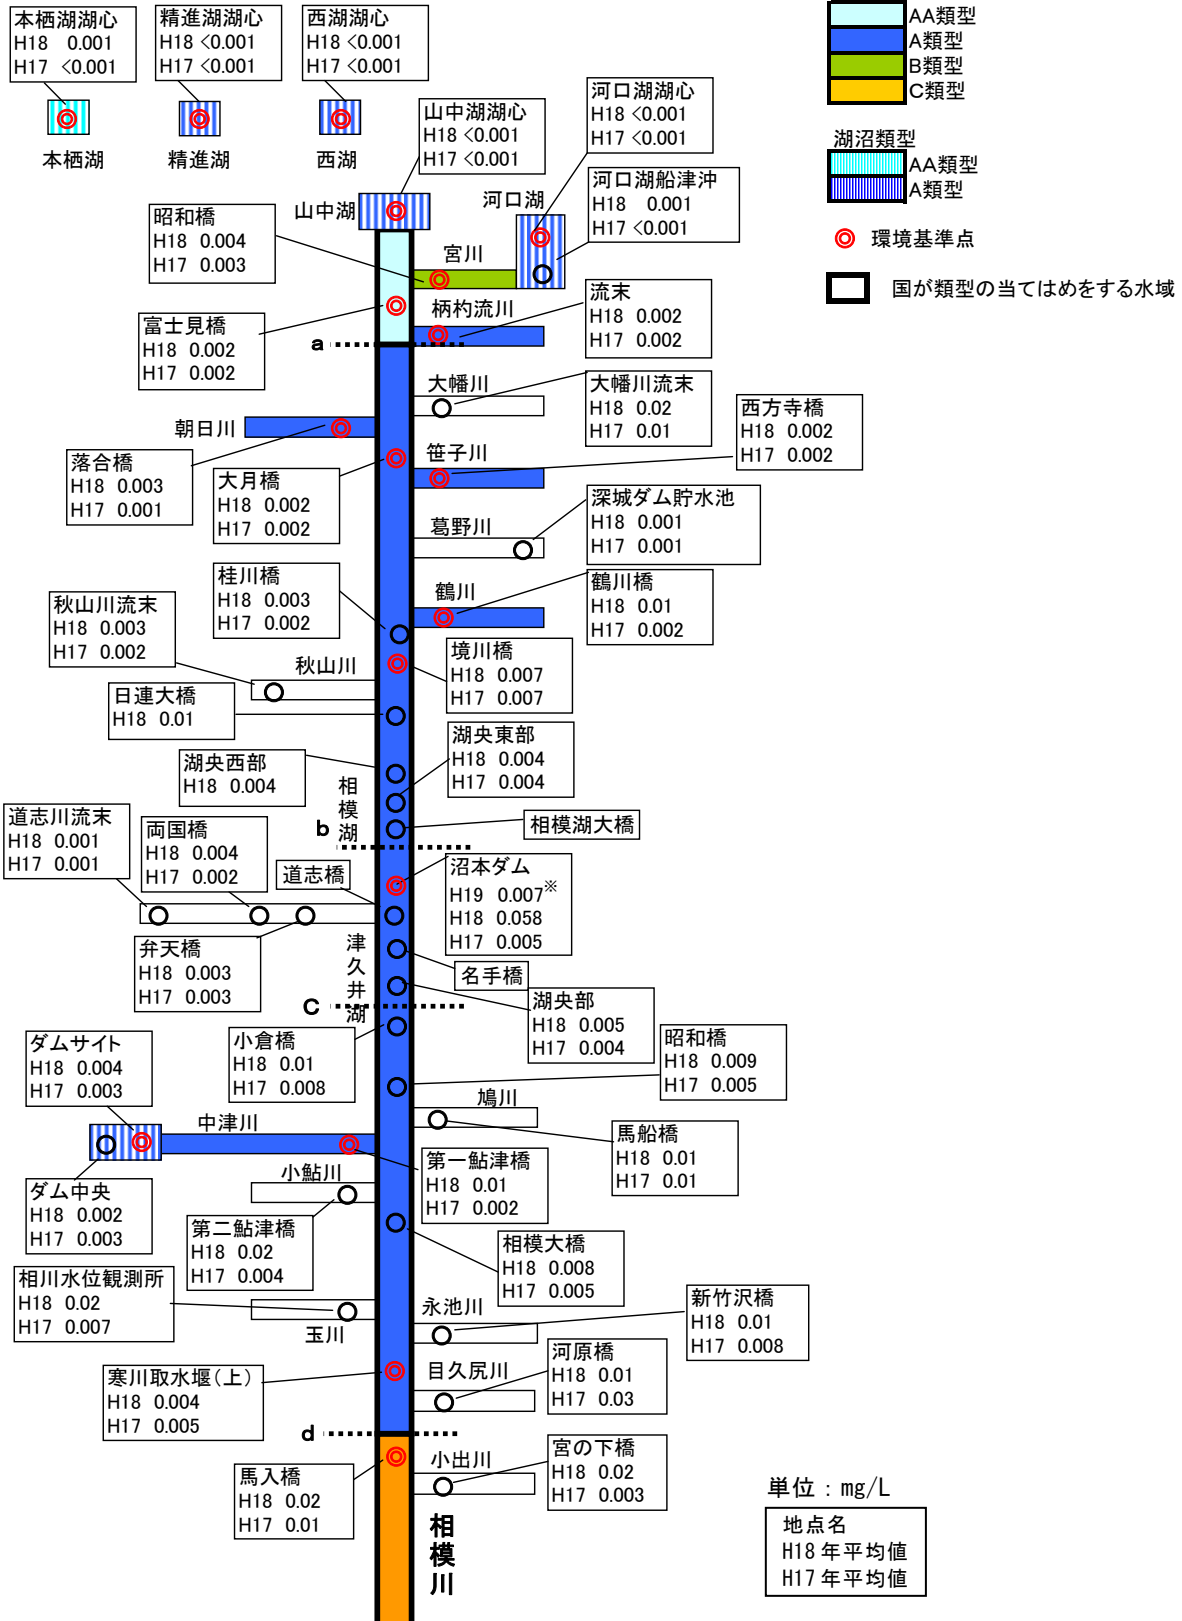 本栖湖湖心
H18 0.001
H17 <0.001
精進湖湖心
H18 <0.001
H17 <0.001
西湖湖心
H18 <0.001
H17 <0.001
AA類型
A類型
B類型
C類型
本栖湖
精進湖
西湖
山中湖湖心
H18 <0.001
H17 <0.001
河口湖湖心
H18 <0.001
H17 <0.001
湖沼類型
AA類型
A類型
環境基準点
国が類型の当てはめをする水域
河口湖船津沖
H18 0.001
H17 <0.001
山中湖
河口湖
昭和橋
H18 0.004
H17 0.003
宮川
富士見橋
H18 0.002
H17 0.002
柄杓流川
流末
H18 0.002
H17 0.002
a
大幡川
大幡川流末
H18 0.02
H17 0.01
西方寺橋
H18 0.002
H17 0.002
朝日川
落合橋
H18 0.003
H17 0.001
大月橋
H18 0.002
H17 0.002
笹子川
深城ダム貯水池
H18 0.001
H17 0.001
葛野川
桂川橋
H18 0.003
H17 0.002
鶴川
鶴川橋
H18 0.01
H17 0.002
秋山川流末
H18 0.003
H17 0.002
秋山川
境川橋
H18 0.007
H17 0.007
日連大橋
H18 0.01
湖央東部
H18 0.004
H17 0.004
湖央西部
H18 0.004
相模湖
b
相模湖大橋
道志川流末
H18 0.001
H17 0.001
両国橋
H18 0.004
H17 0.002
道志橋
沼本ダム
H19 0.007※
H18 0.058
H17 0.005
弁天橋
H18 0.003
H17 0.003
津久井湖
名手橋
c
湖央部
H18 0.005
H17 0.004
小倉橋
H18 0.01
H17 0.008
昭和橋
H18 0.009
H17 0.005
ダムサイト
H18 0.004
H17 0.003
鳩川
馬船橋
H18 0.01
H17 0.01
中津川
ダム中央
H18 0.002
H17 0.003
第一鮎津橋
H18 0.01
H17 0.002
小鮎川
第二鮎津橋
H18 0.02
H17 0.004
相模大橋
H18 0.008
H17 0.005
相川水位観測所
H18 0.02
H17 0.007
玉川
永池川
新竹沢橋
H18 0.01
H17 0.008
寒川取水堰(上)
H18 0.004
H17 0.005
目久尻川
河原橋
H18 0.01
H17 0.03
d
馬入橋
H18 0.02
H17 0.01
小出川
宮の下橋
H18 0.02
H17 0.003
相模川
単位：mg/L
地点名
H18年平均値
H17年平均値